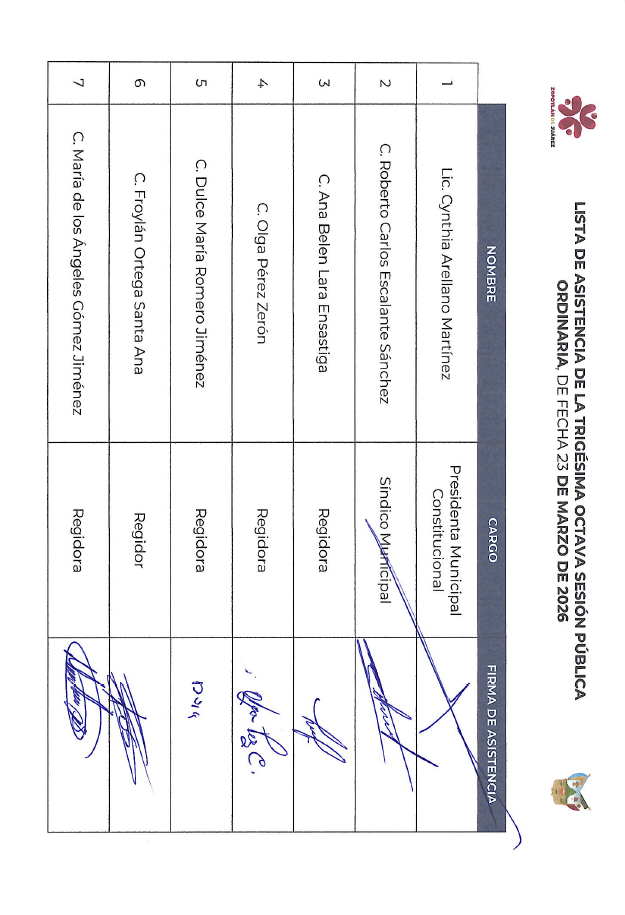 ZAPOTLÁN DE JUÁREZ
LISTA DE ASISTENCIA DE LA TRIGÉSIMA OCTAVA SESIÓN PÚBLICA
ORDINARIA, DE FECHA 23 DE MARZO DE 2026
NOMBRE CARGO FIRMA DE ASISTENCIA
1 Lic. Cynthia Arellano Martínez Presidenta Municipal Constitucional
2 C. Roberto Carlos Escalante Sánchez Síndico Municipal
3 C. Ana Belen Lara Ensastiga Regidora
4 C. Olga Pérez Zerón Regidora
5 C. Dulce María Romero Jiménez Regidora
6 C. Froylán Ortega Santa Ana Regidor
7 C. María de los Ángeles Gómez Jiménez Regidora